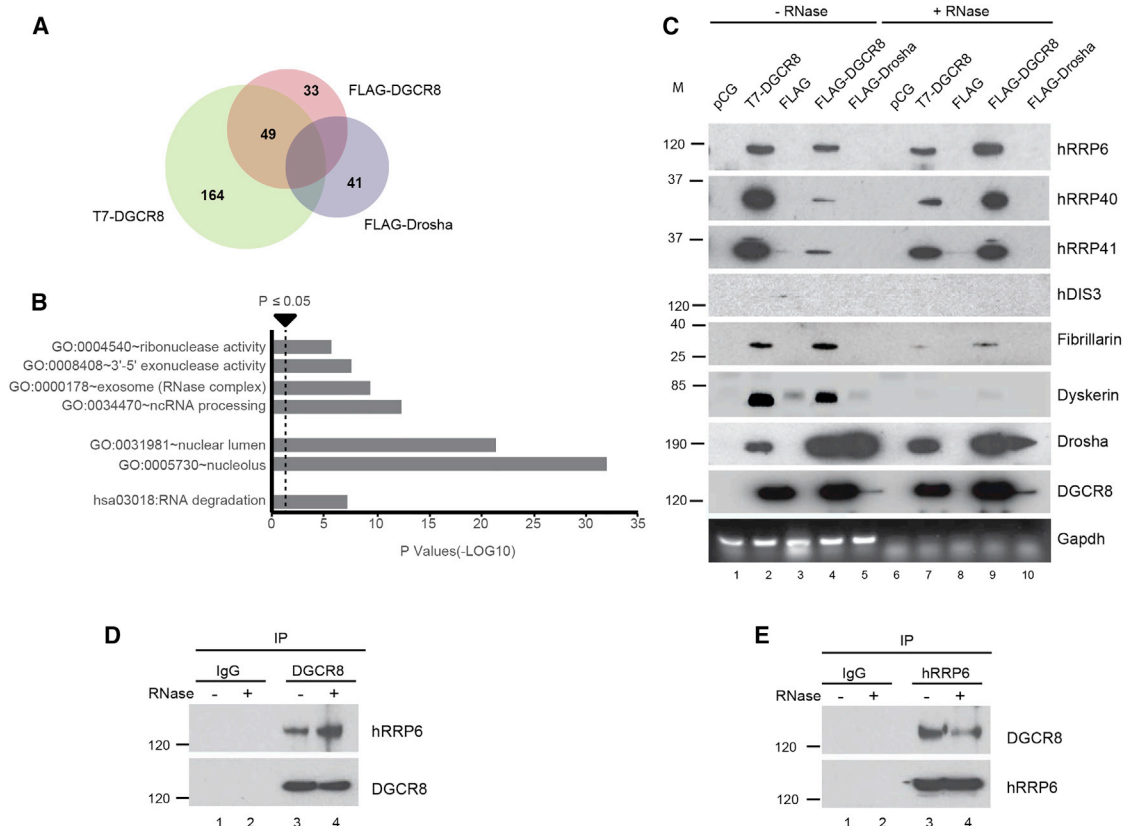 A
33
FLAG-DGCR8
49
164
41
T7-DGCR8
FLAG-Drosha
B
P ≤ 0.05
GO:0004540~ribonuclease activity
GO:0008408~3'-5' exonuclease activity
GO:0000178~exosome (RNase complex)
GO:0034470~ncRNA processing
GO:0031981~nuclear lumen
GO:0005730~nucleolus
hsa03018:RNA degradation
0 5 10 15 20 25 30 35
P Values(-LOG10)
C
- RNase + RNase
M pCG T7-DGCR8 FLAG FLAG-DGCR8 FLAG-Drosha pCG T7-DGCR8 FLAG FLAG-DGCR8 FLAG-Drosha
120 hRRP6
37 hRRP40
37 hRRP41
120 hDIS3
40 Fibrillarin
25
85 Dyskerin
190 Drosha
120 DGCR8
Gapdh
1 2 3 4 5 6 7 8 9 10
D
IP
IgG DGCR8
RNase - + - +
120 hRRP6
120 DGCR8
1 2 3 4
E
IP
IgG hRRP6
RNase - + - +
120 DGCR8
120 hRRP6
1 2 3 4